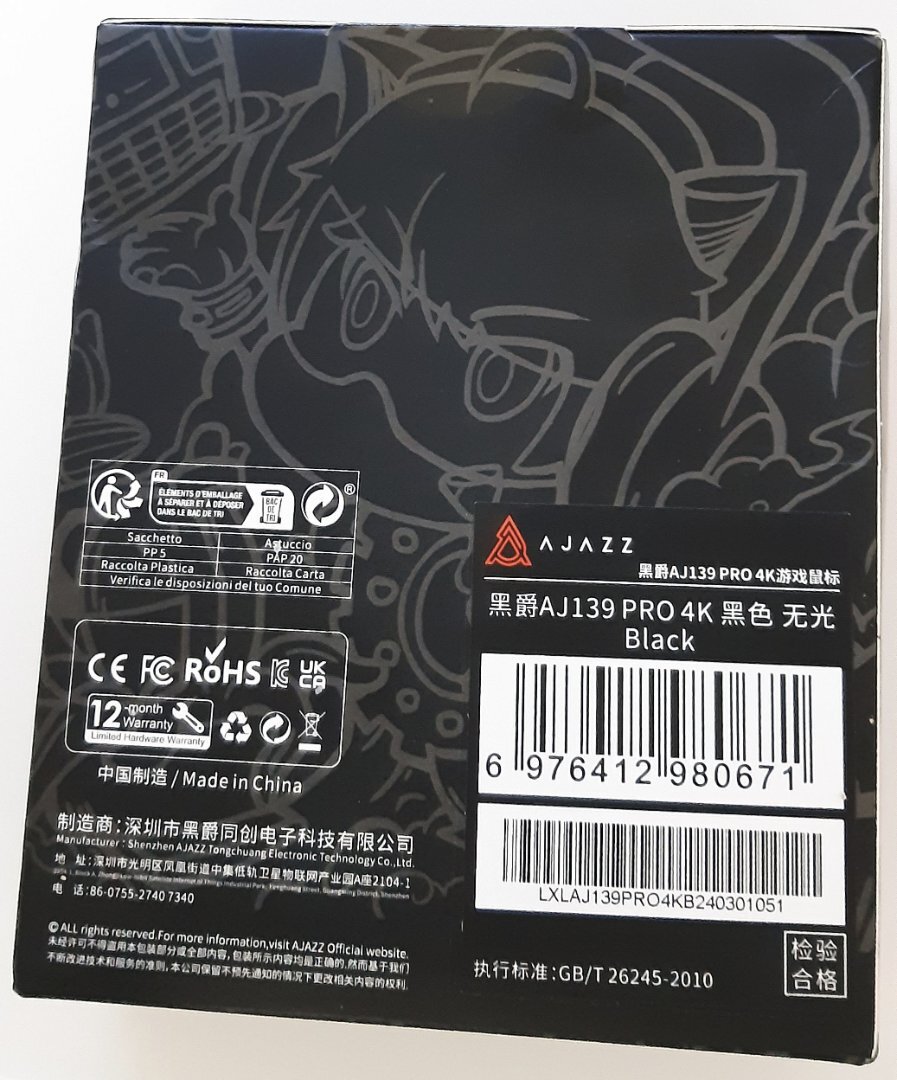 FR
ÉLÉMENTS D'EMBALLAGE
À SÉPARER ET À DÉPOSER
DANS LE BAC DE TRI
BAC
DE
TRI
®
Sacchetto
Astuccio
PP 5
PAP 20
Raccolta Plastica
Raccolta Carta
Verifica le disposizioni del tuo Comune
CE FC RoHS UK CA
12-month
Warranty
Limited Hardware Warranty
中国制造 / Made in China
制造商:深圳市黑爵同创电子科技有限公司
Manufacturer : Shenzhen AJAZZ Tongchuang Electronic Technology Co.,Ltd.
地 址:深圳市光明区凤凰街道中集低轨卫星物联网产业园A座2104-1
电 话:86-0755-2740 7340
©ALL rights reserved.For more information,visit AJAZZ Official website.
未经许可不得盗用本包装部分或全部内容,包装所示内容均是正确的,然而基于我们
不断改进技术和服务的准则,本公司保留不预先通知的情况下更改相关内容的权利.
AJAZZ
黑爵AJ139 PRO 4K游戏鼠标
黑爵AJ139 PRO 4K 黑色 无光
Black
6 976412 980671
LXLAJ139PRO4KB240301051
执行标准:GB/T 26245-2010
检验
合格